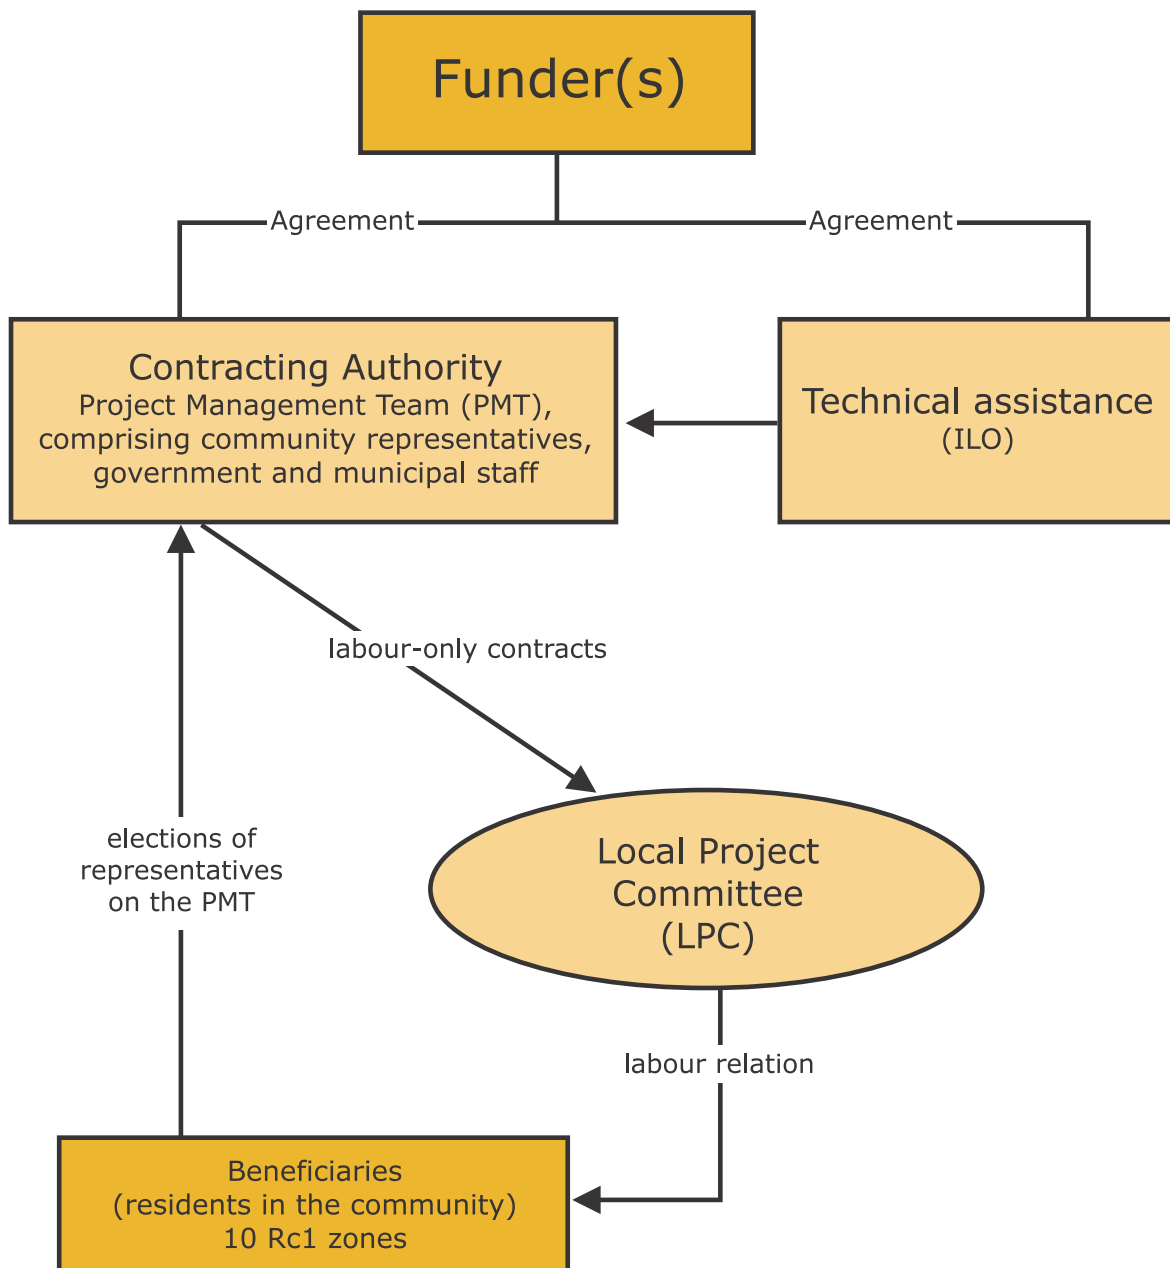 Funder(s)
Agreement
Agreement
Contracting Authority
Project Management Team (PMT),
comprising community representatives,
government and municipal staff
Technical assistance
(ILO)
labour-only contracts
elections of
representatives
on the PMT
Local Project
Committee
(LPC)
labour relation
Beneficiaries
(residents in the community)
10 Rc1 zones